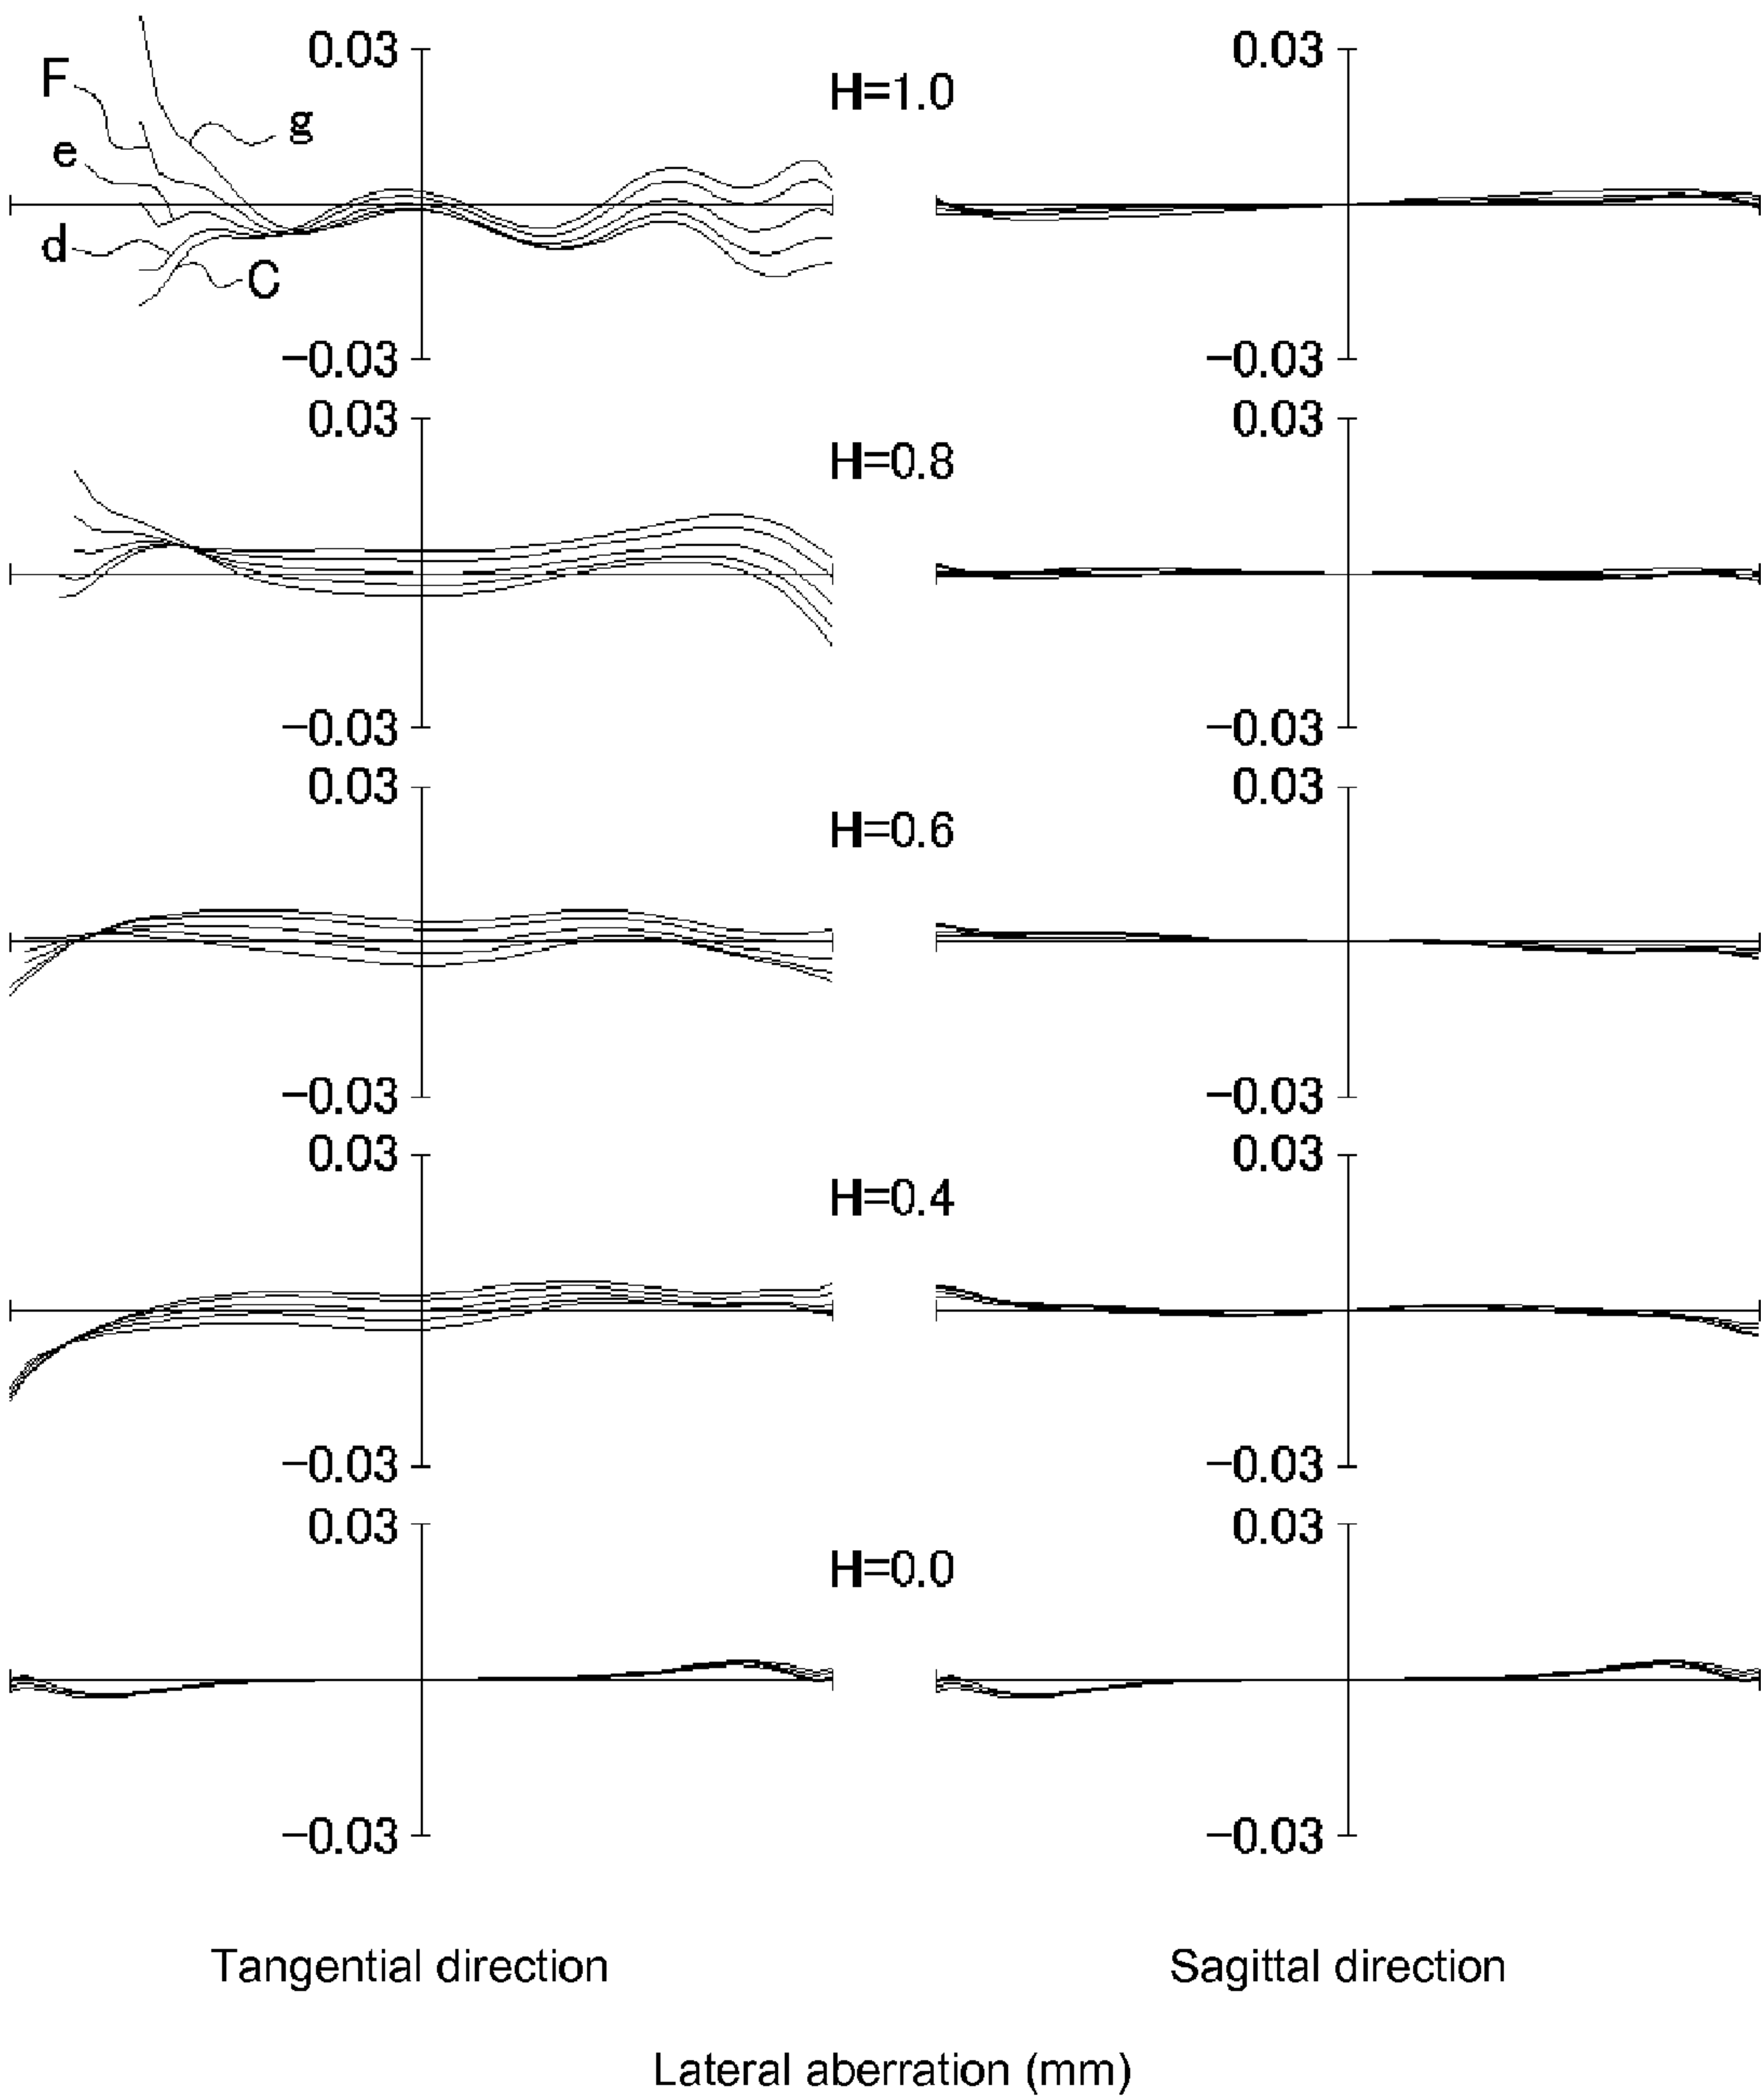 0.03 0.03
F H=1.0
g
e
d
C
−0.03 −0.03
0.03 0.03
H=0.8
−0.03 −0.03
0.03 0.03
H=0.6
−0.03 −0.03
0.03 0.03
H=0.4
−0.03 −0.03
0.03 0.03
H=0.0
−0.03 −0.03
Tangential direction Sagittal direction
Lateral aberration (mm)